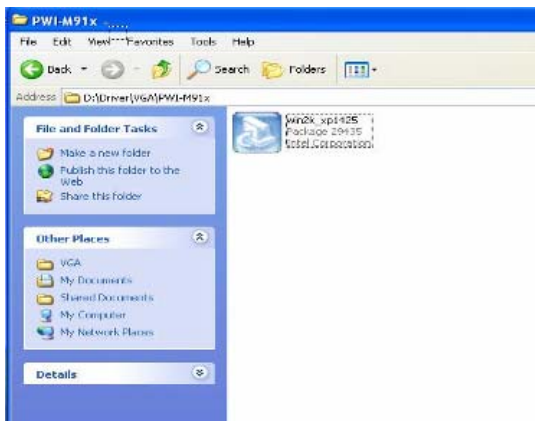 PWI-M91x
File Edit View Favorites Tools Help
Back Search Folders
Address D:\Driver\VGA\PWI-M91x
File and Folder Tasks
Make a new folder
Publish this folder to the
Web
Share this folder
Other Places
VGA
My Documents
Shared Documents
My Computer
My Network Places
Details
win2k_xp1425
Package 29435
Intel Corporation